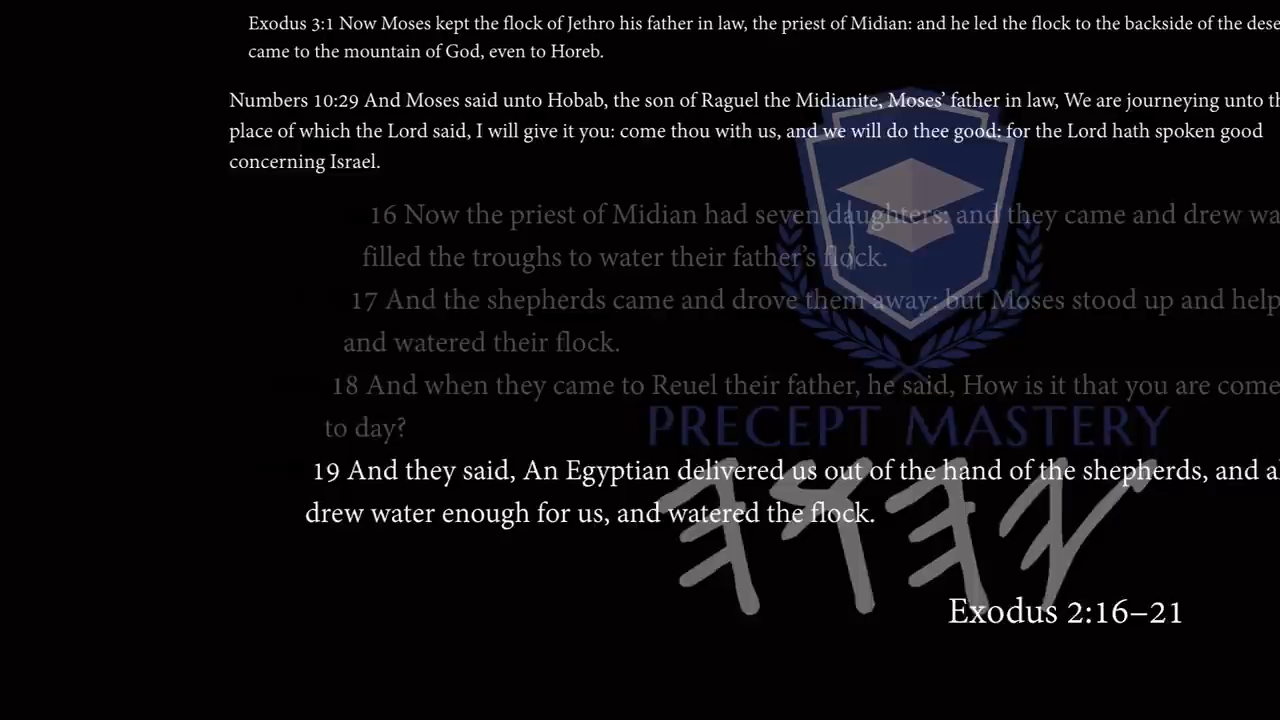 Exodus 3:1 Now Moses kept the flock of Jethro his father in law, the priest of Midian: and he led the flock to the backside of the dese
came to the mountain of God, even to Horeb.
Numbers 10:29 And Moses said unto Hobab, the son of Raguel the Midianite, Moses’ father in law, We are journeying unto th
place of which the Lord said, I will give it you: come thou with us, and we will do thee good: for the Lord hath spoken good
concerning Israel.
16 Now the priest of Midian had seven daughters: and they came and drew wa
filled the troughs to water their father’s flock.
17 And the shepherds came and drove them away: but Moses stood up and help
and watered their flock.
18 And when they came to Reuel their father, he said, How is it that you are come
to day?
PRECEPT MASTERY
19 And they said, An Egyptian delivered us out of the hand of the shepherds, and al
drew water enough for us, and watered the flock.
𐤉𐤄𐤅𐤄
Exodus 2:16–21